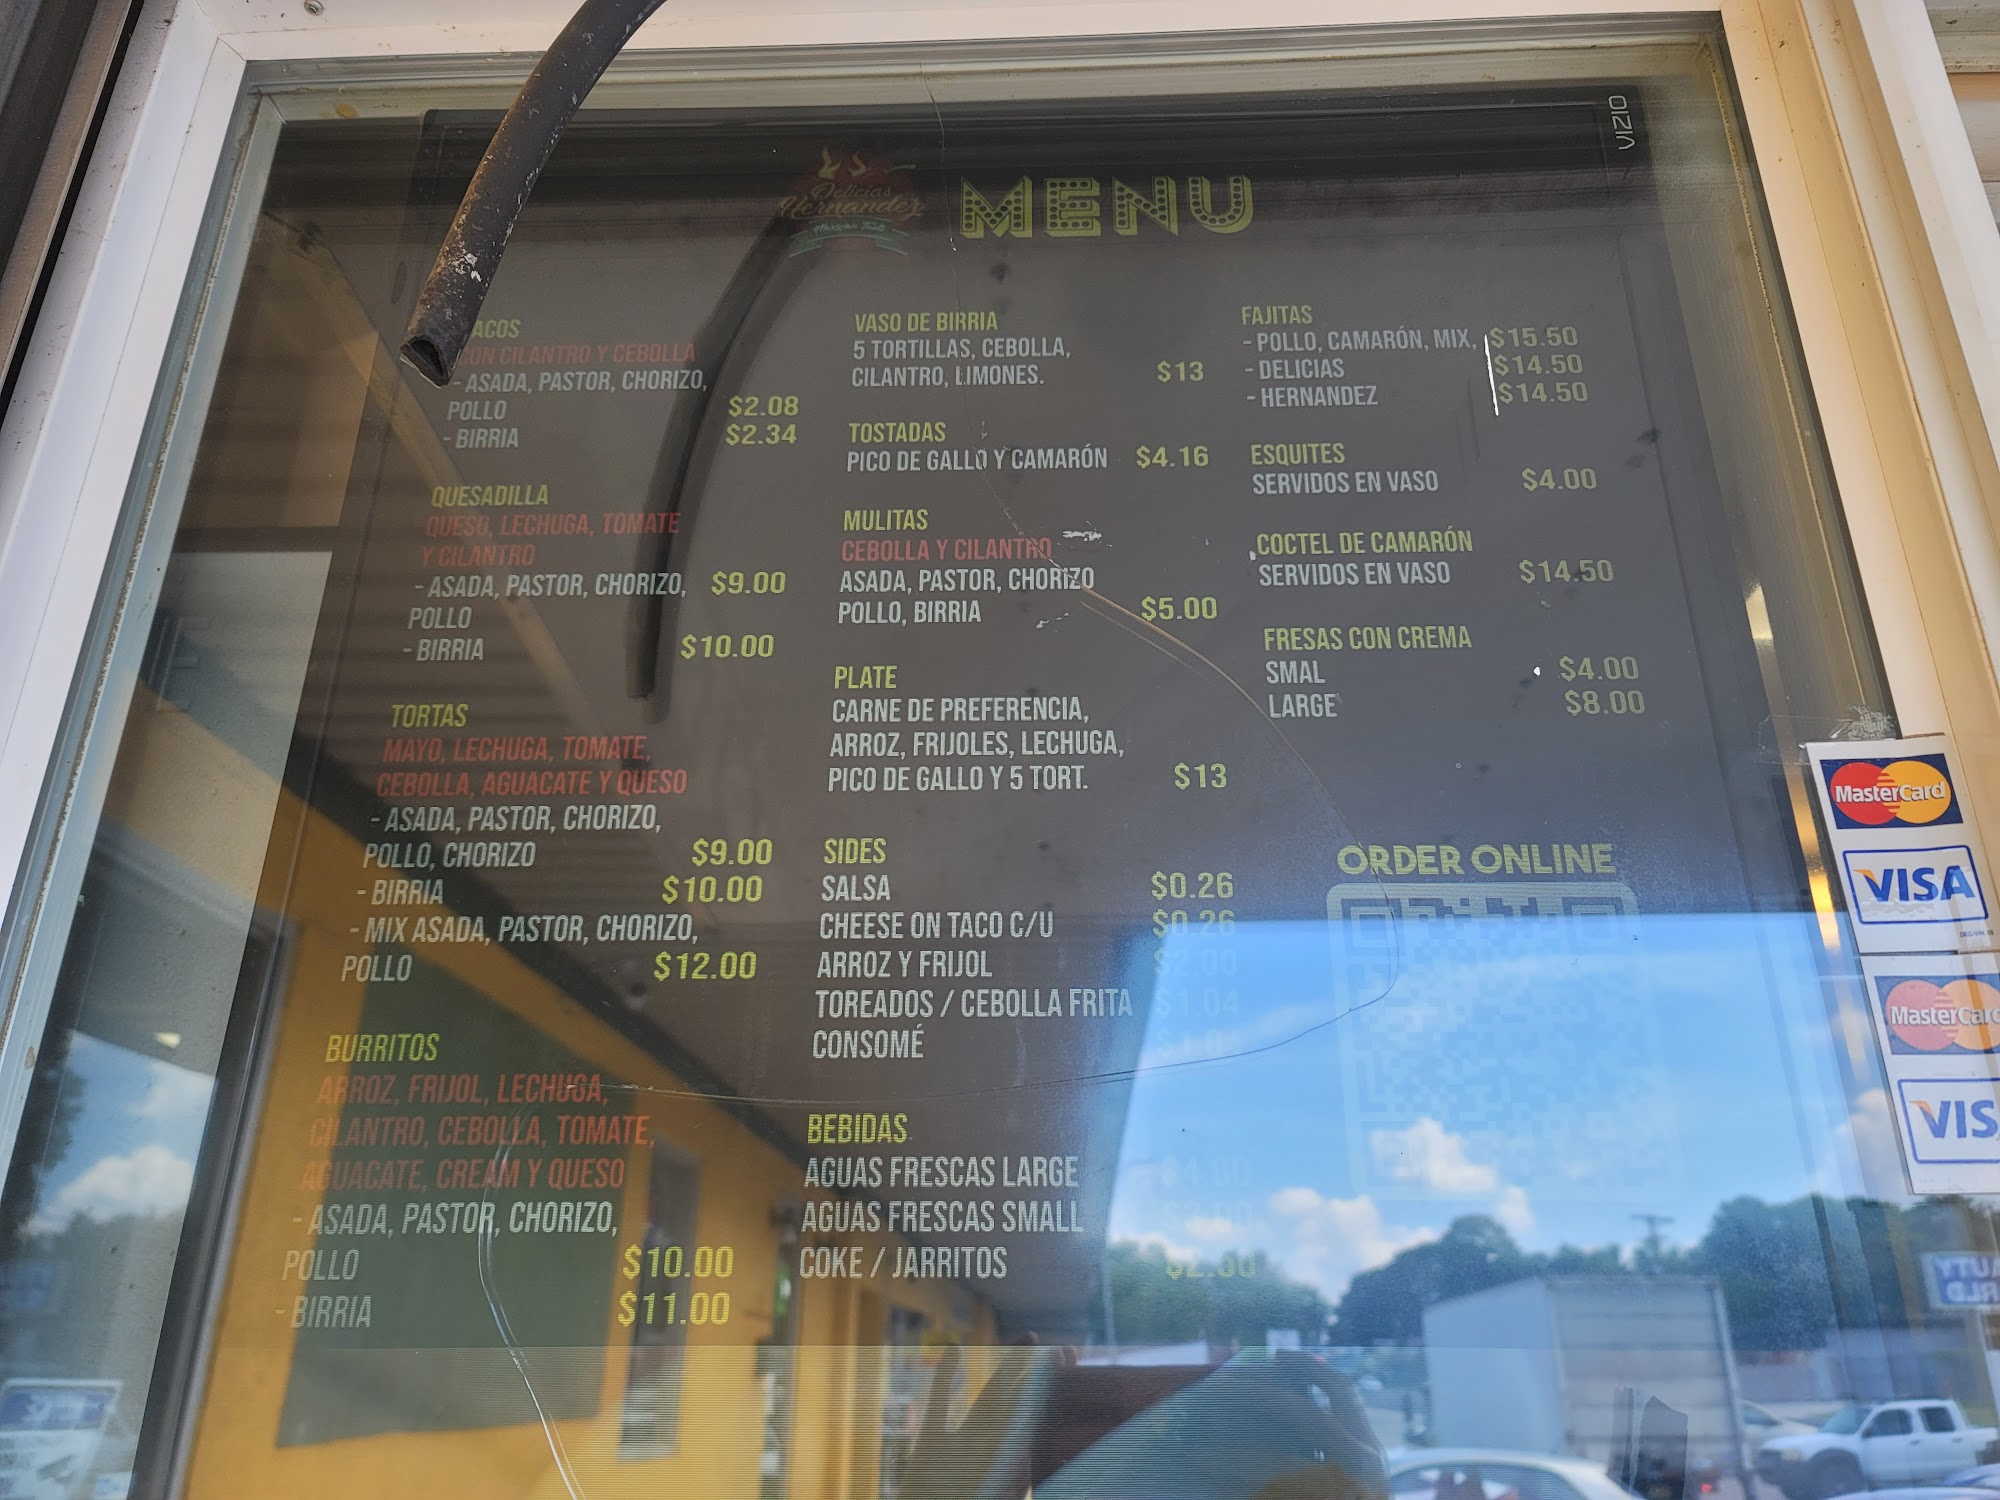 Delicias
Hernandez
Mexican Taste
MENU
VIZIO
ACOS
CON CILANTRO Y CEBOLLA
- ASADA, PASTOR, CHORIZO,
POLLO $2.08
- BIRRIA $2.34
QUESADILLA
QUESO, LECHUGA, TOMATE
Y CILANTRO
- ASADA, PASTOR, CHORIZO, $9.00
POLLO
- BIRRIA $10.00
TORTAS
MAYO, LECHUGA, TOMATE,
CEBOLLA, AGUACATE Y QUESO
- ASADA, PASTOR, CHORIZO,
POLLO, CHORIZO $9.00
- BIRRIA $10.00
- MIX ASADA, PASTOR, CHORIZO,
POLLO $12.00
BURRITOS
ARROZ, FRIJOL, LECHUGA,
CILANTRO, CEBOLLA, TOMATE,
AGUACATE, CREAM Y QUESO
- ASADA, PASTOR, CHORIZO,
POLLO $10.00
- BIRRIA $11.00
VASO DE BIRRIA
5 TORTILLAS, CEBOLLA,
CILANTRO, LIMONES. $13
TOSTADAS
PICO DE GALLO Y CAMARÓN $4.16
MULITAS
CEBOLLA Y CILANTRO
ASADA, PASTOR, CHORIZO
POLLO, BIRRIA $5.00
PLATE
CARNE DE PREFERENCIA,
ARROZ, FRIJOLES, LECHUGA,
PICO DE GALLO Y 5 TORT. $13
SIDES
SALSA $0.26
CHEESE ON TACO C/U $0.26
ARROZ Y FRIJOL $2.00
TOREADOS / CEBOLLA FRITA $1.04
CONSOMÉ
BEBIDAS
AGUAS FRESCAS LARGE
AGUAS FRESCAS SMALL
COKE / JARRITOS
FAJITAS
- POLLO, CAMARÓN, MIX, $15.50
- DELICIAS $14.50
- HERNANDEZ $14.50
ESQUITES
SERVIDOS EN VASO $4.00
COCTEL DE CAMARÓN
SERVIDOS EN VASO $14.50
FRESAS CON CREMA
SMAL $4.00
LARGE $8.00
ORDER ONLINE
MasterCard
VISA
MasterCard
VIS